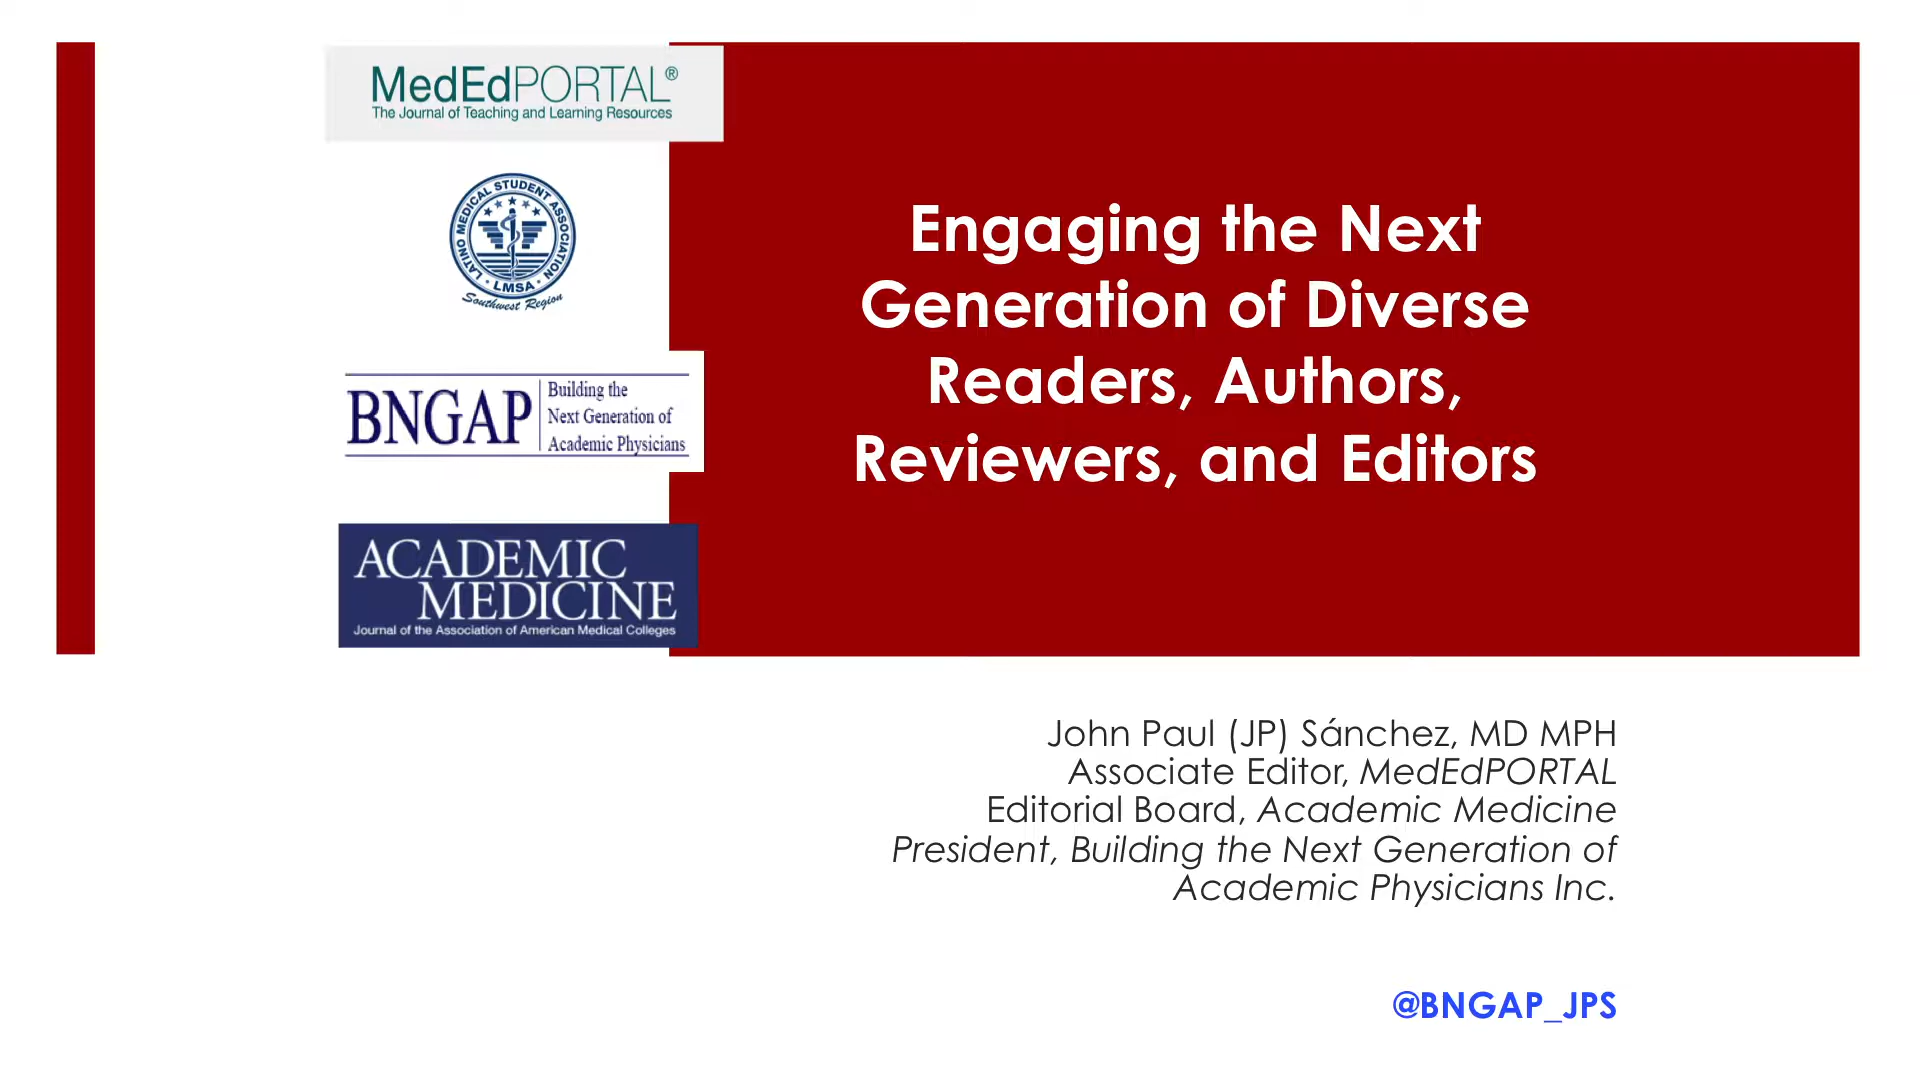 MedEdPORTAL®
The Journal of Teaching and Learning Resources
LATINO MEDICAL STUDENT ASSOCIATION
• LMSA •
Southwest Region
BNGAP
Building the
Next Generation of
Academic Physicians
ACADEMIC
MEDICINE
Journal of the Association of American Medical Colleges
Engaging the Next
Generation of Diverse
Readers, Authors,
Reviewers, and Editors
John Paul (JP) Sánchez, MD MPH
Associate Editor, MedEdPORTAL
Editorial Board, Academic Medicine
President, Building the Next Generation of
Academic Physicians Inc.
@BNGAP_JPS